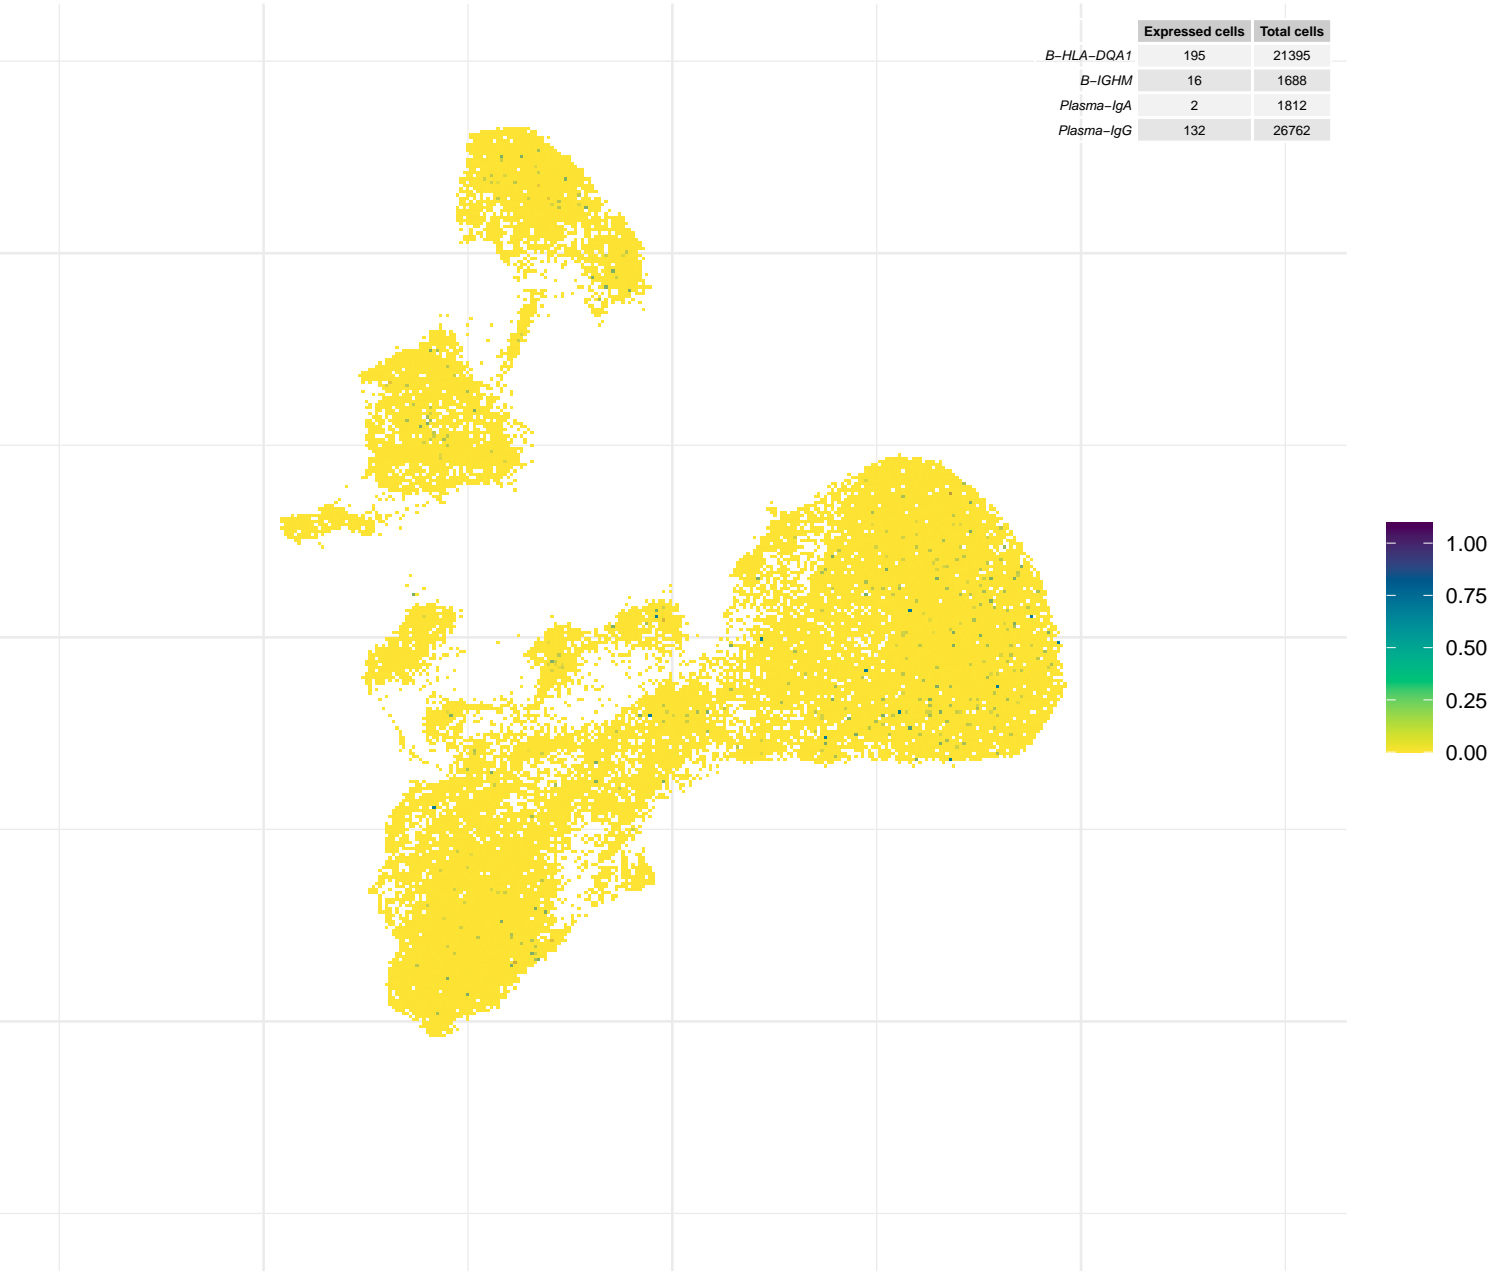 Expressed cells Total cells
B−HLA−DQA1 195 21395
B−IGHM 16 1688
Plasma−IgA 2 1812
Plasma−IgG 132 26762
1.00
0.75
0.50
0.25
0.00